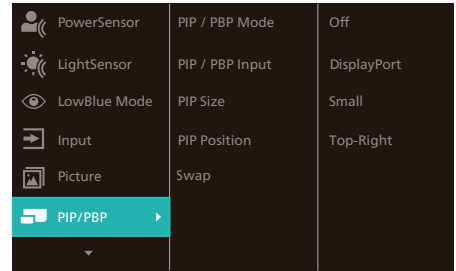 PowerSensor PIP / PBP Mode Off
LightSensor PIP / PBP Input DisplayPort
LowBlue Mode PIP Size Small
Input PIP Position Top-Right
Picture Swap
PIP/PBP